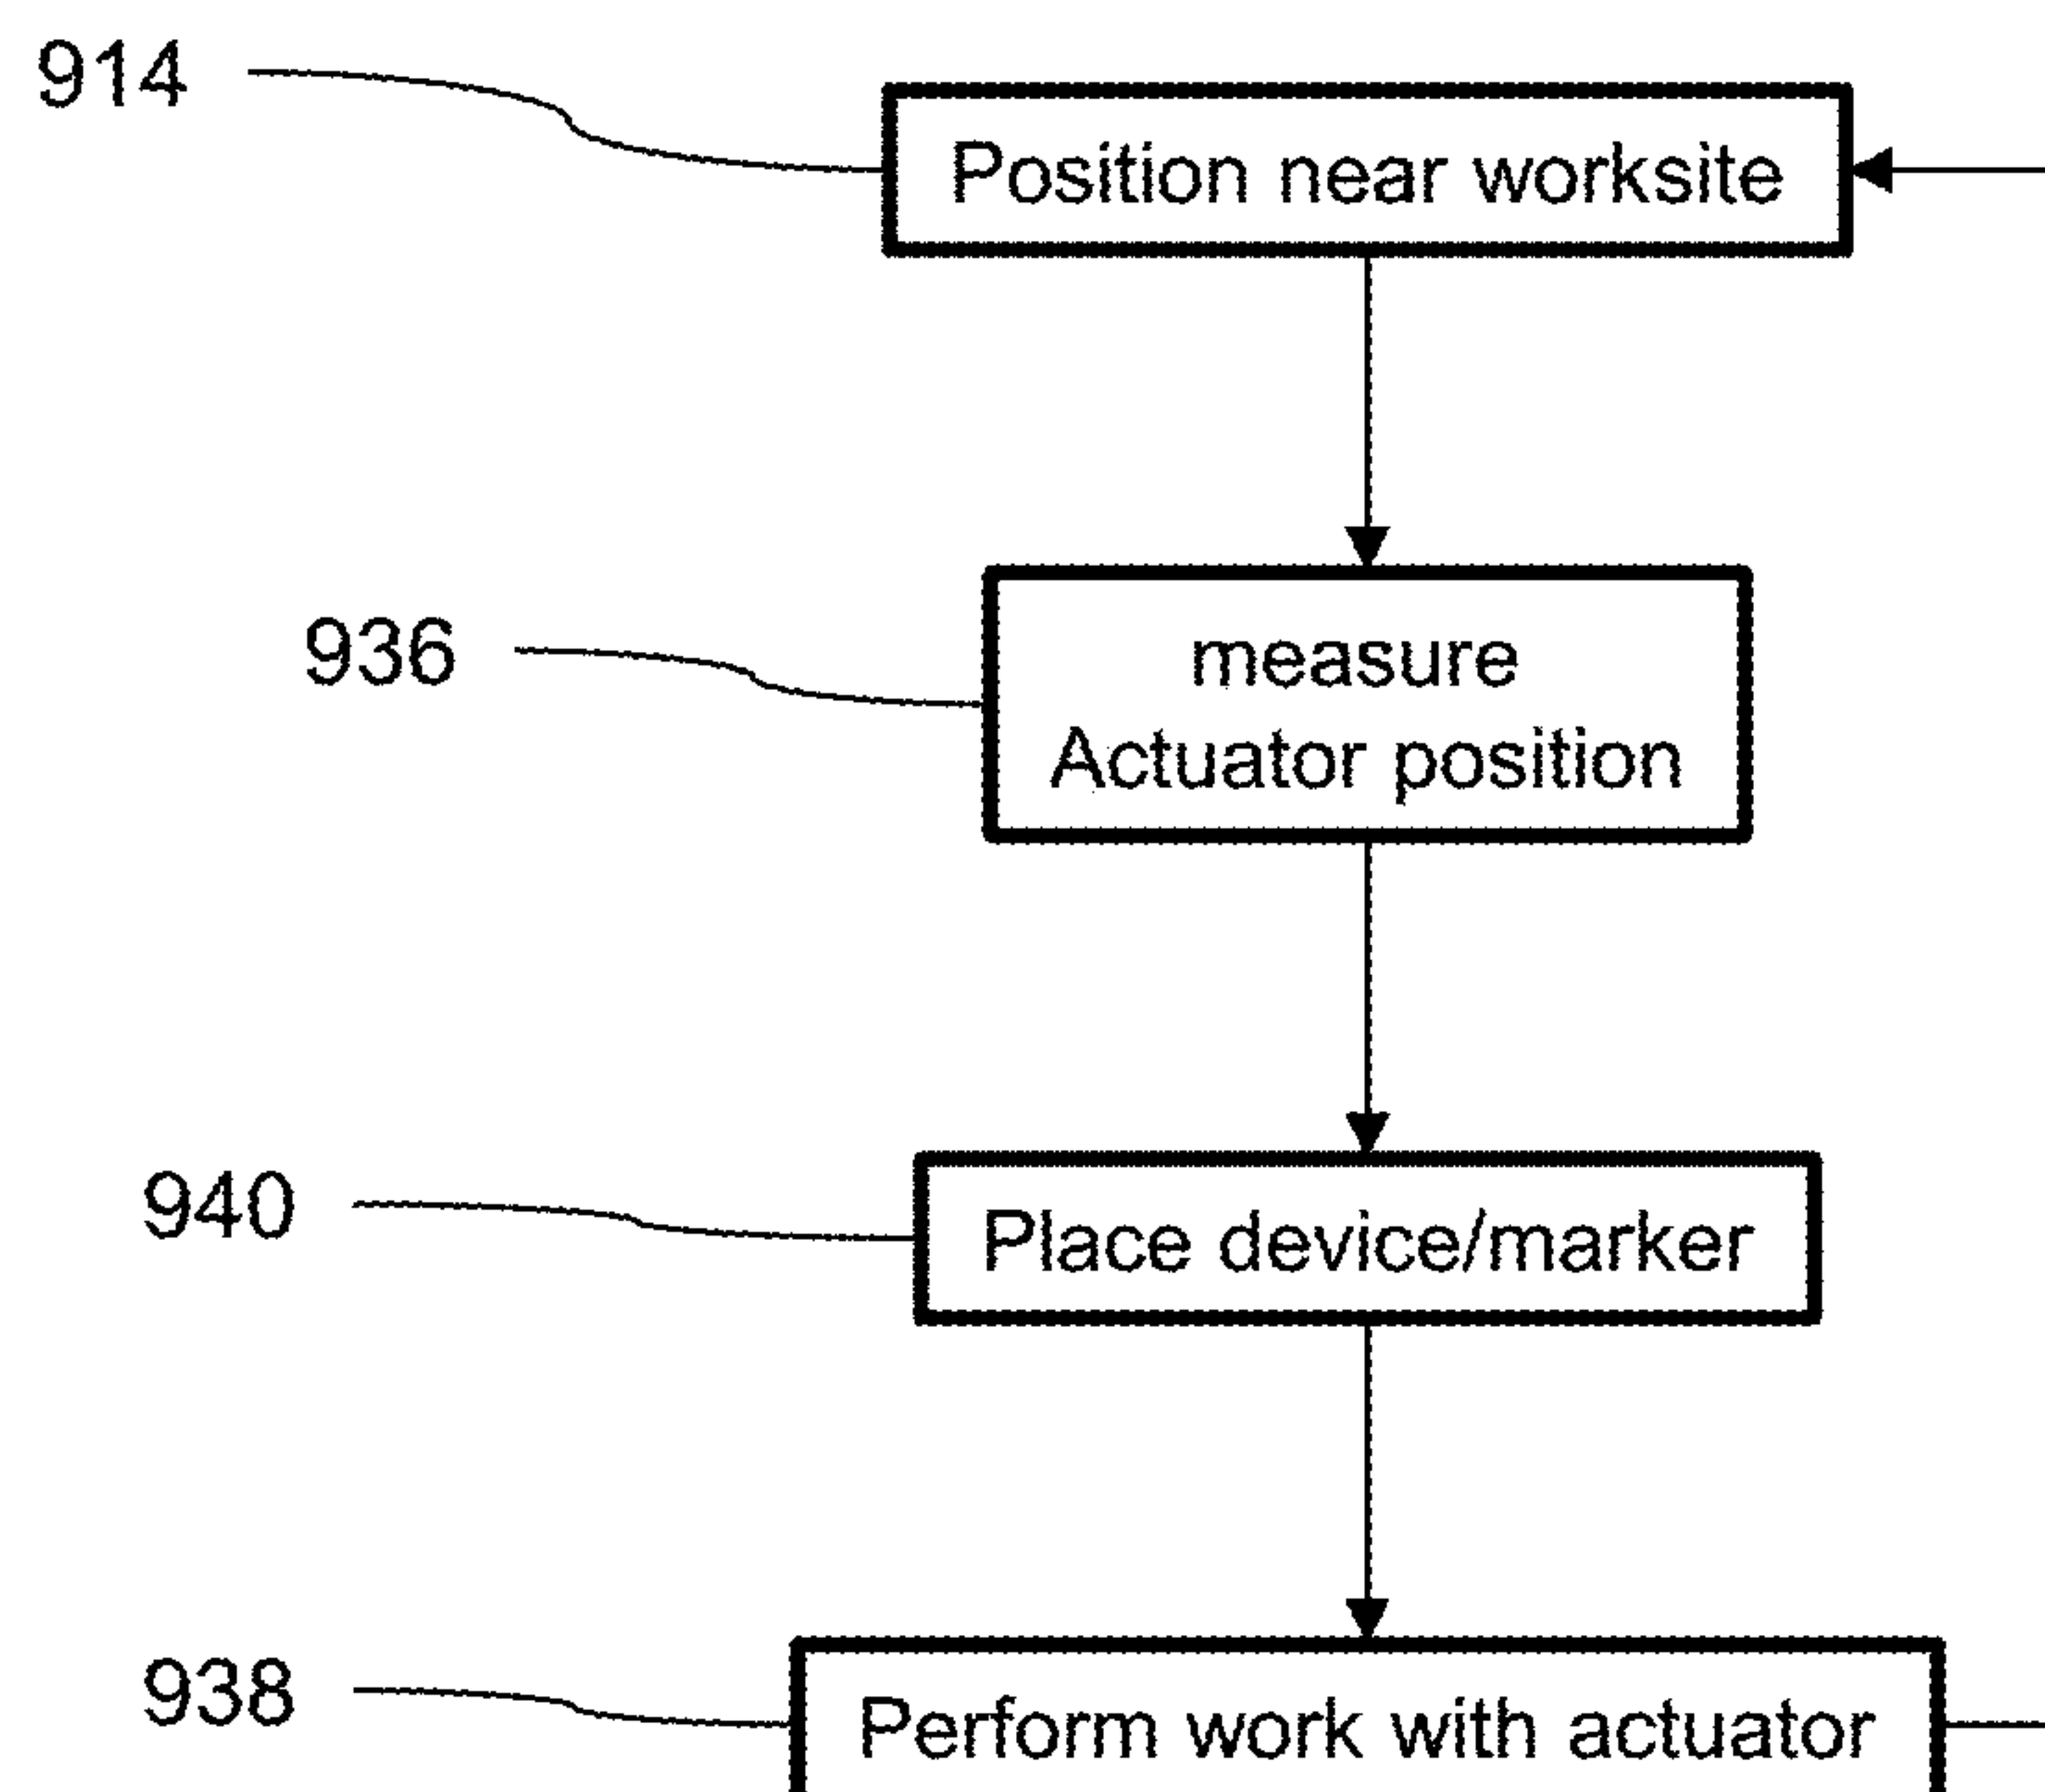 914
Position near worksite
936
measure
Actuator position
940
Place device/marker
938
Perform work with actuator